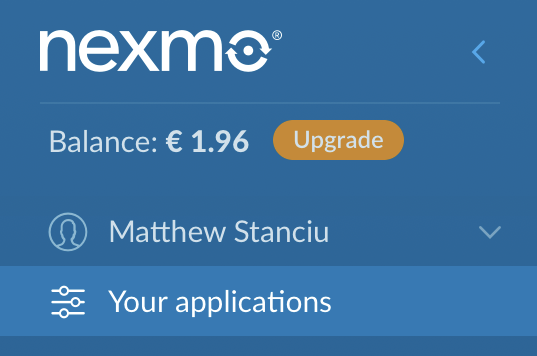 nexmo®
Balance: € 1.96 Upgrade
Matthew Stanciu
Your applications